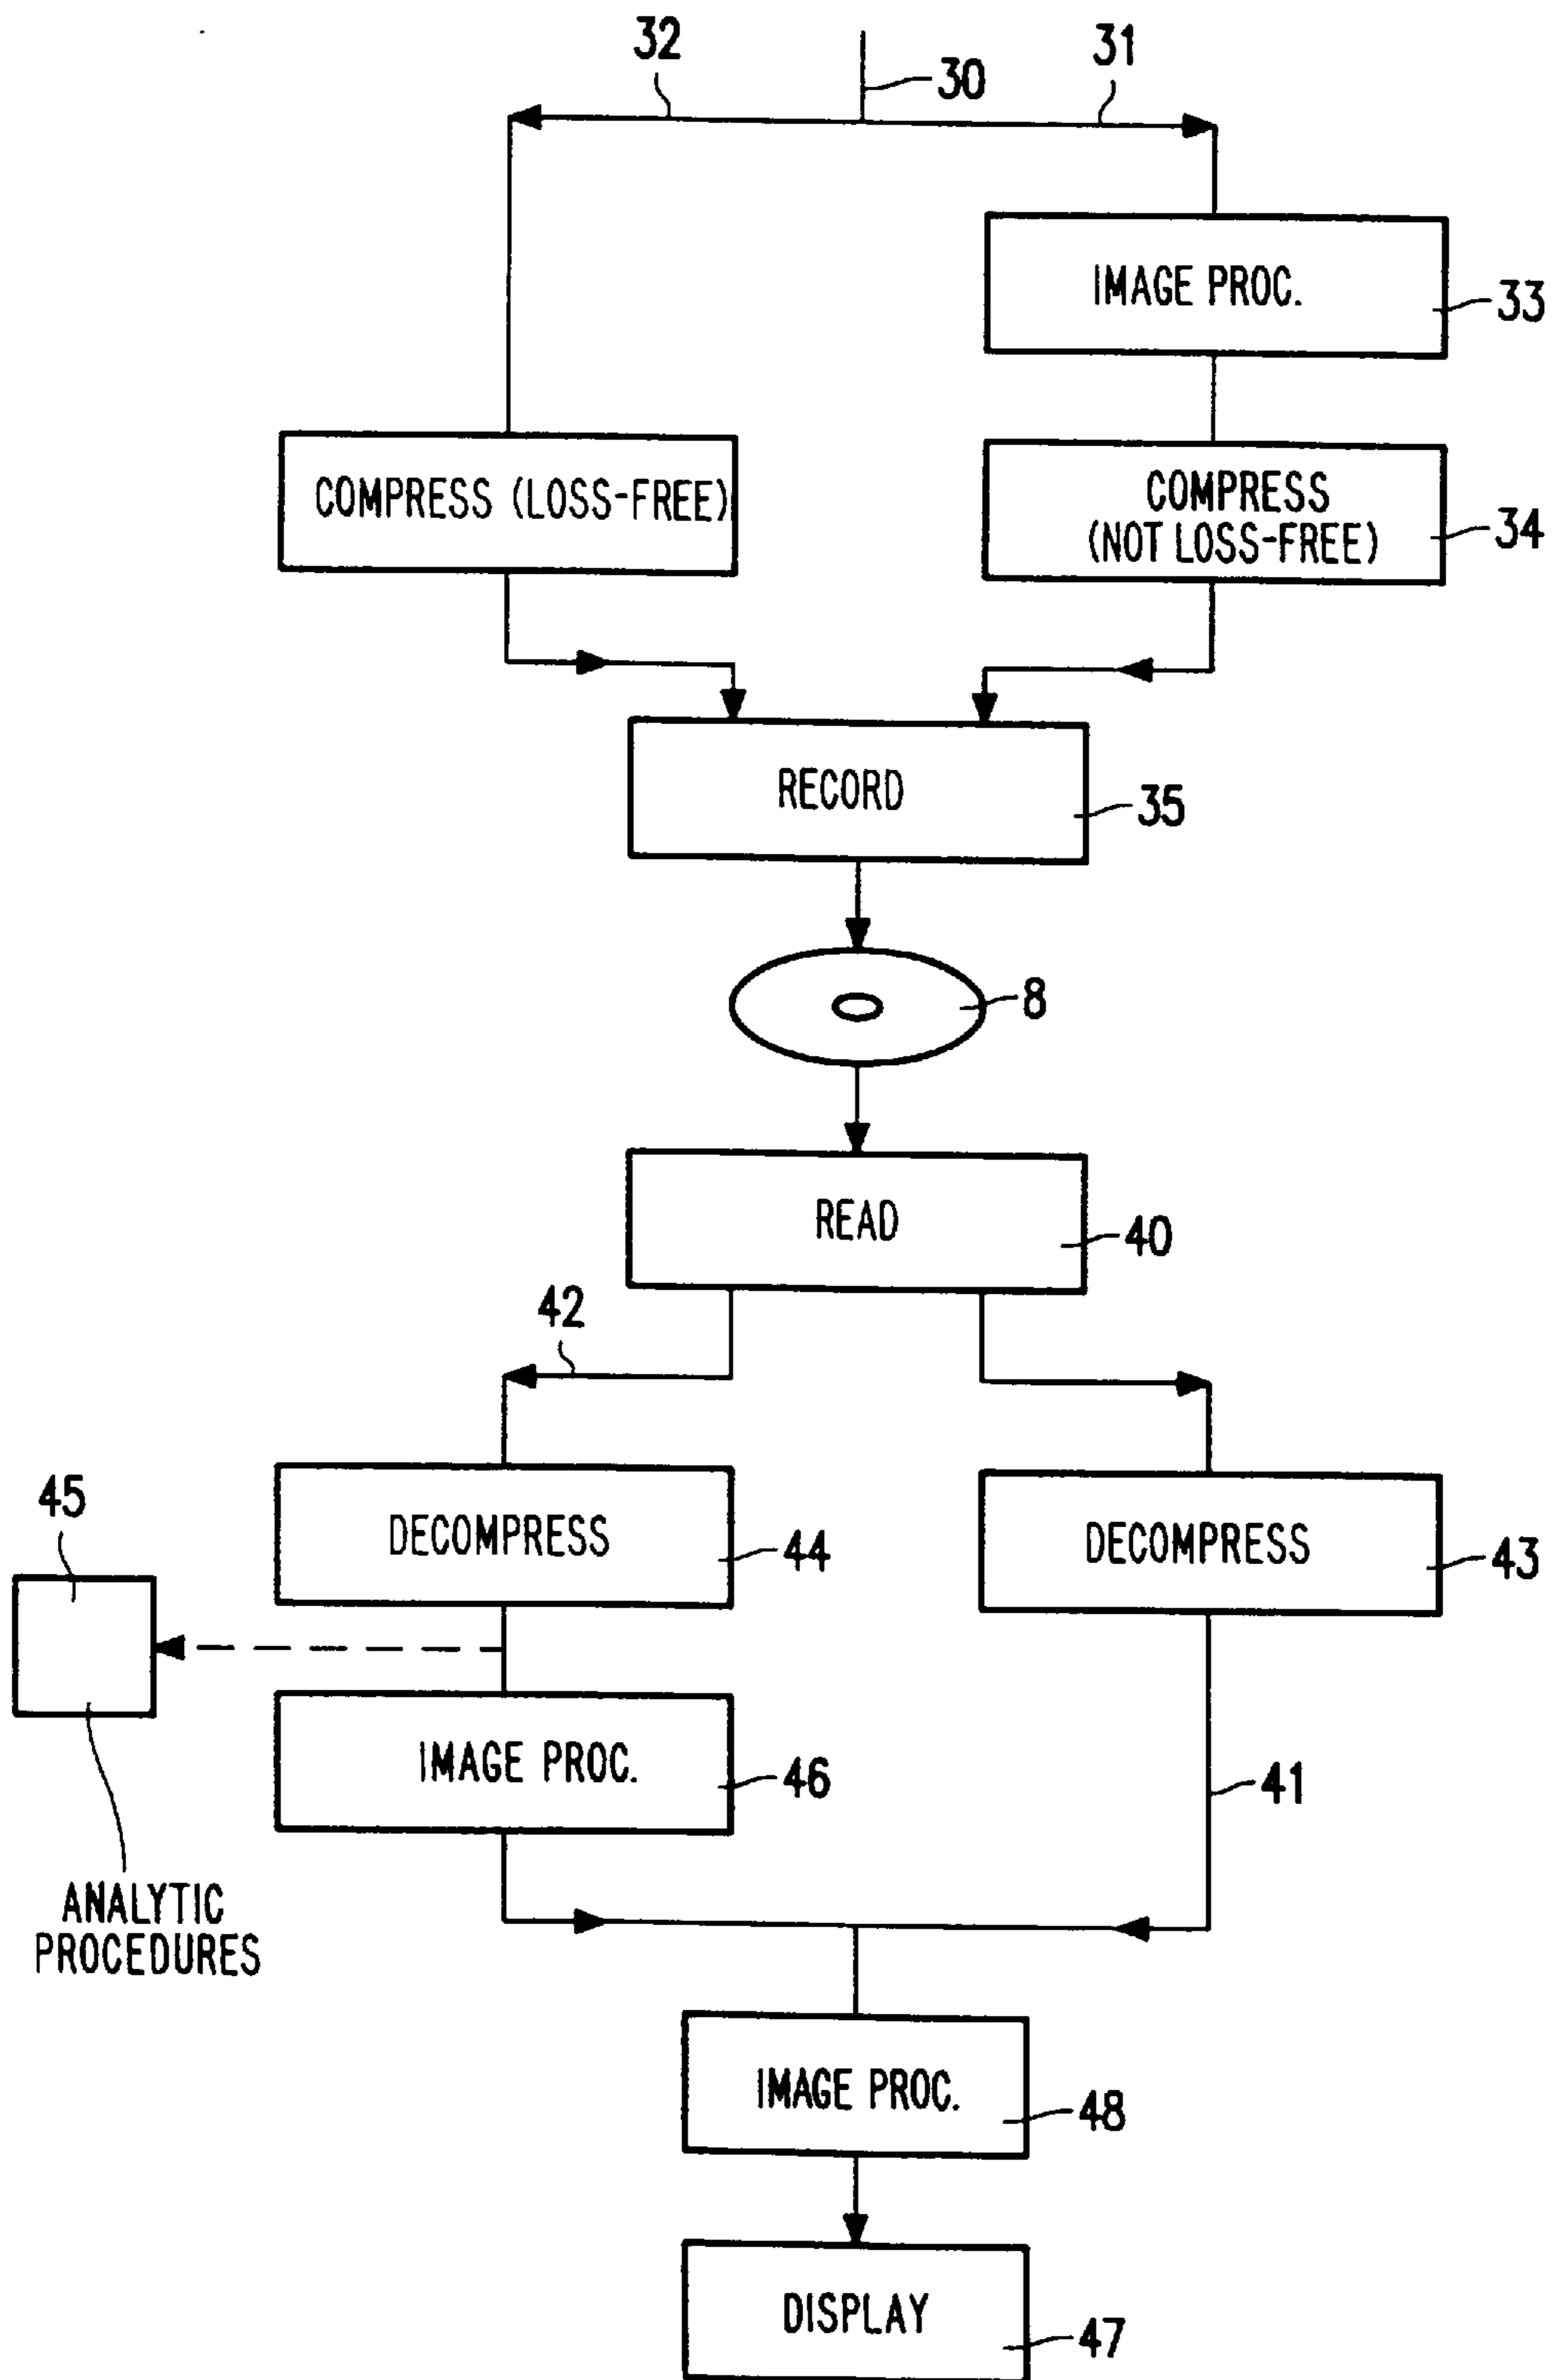 32
30
31
IMAGE PROC.
33
COMPRESS (LOSS-FREE)
COMPRESS
(NOT LOSS-FREE)
34
RECORD
35
8
READ
40
42
45
DECOMPRESS
44
DECOMPRESS
43
IMAGE PROC.
46
41
ANALYTIC
PROCEDURES
IMAGE PROC.
48
DISPLAY
47